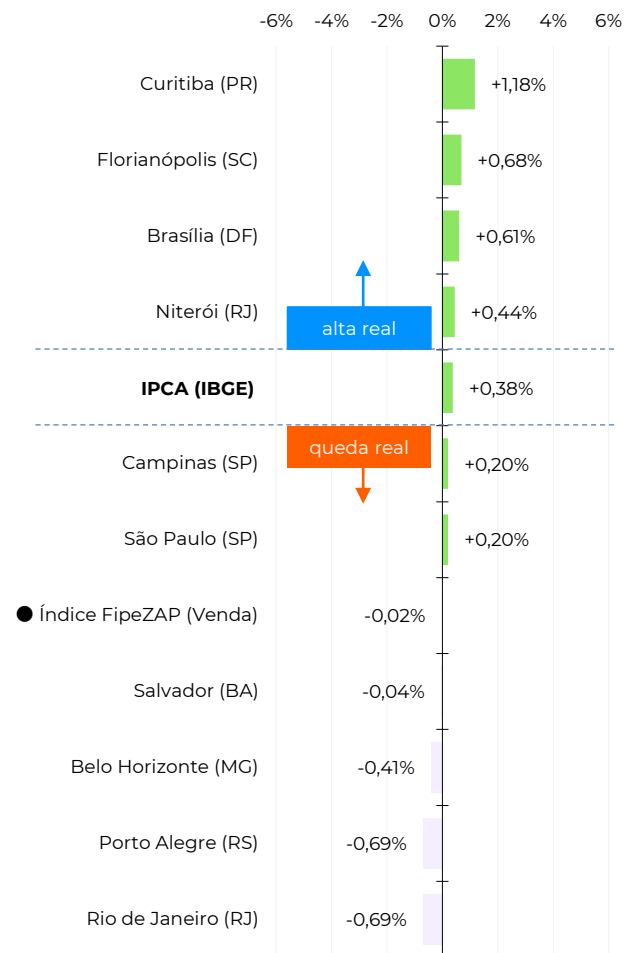 -6% -4% -2% 0% 2% 4% 6%
Curitiba (PR) +1,18%
Florianópolis (SC) +0,68%
Brasília (DF) +0,61%
Niterói (RJ) +0,44%
alta real
IPCA (IBGE) +0,38%
queda real
Campinas (SP) +0,20%
São Paulo (SP) +0,20%
Índice FipeZAP (Venda) -0,02%
Salvador (BA) -0,04%
Belo Horizonte (MG) -0,41%
Porto Alegre (RS) -0,69%
Rio de Janeiro (RJ) -0,69%